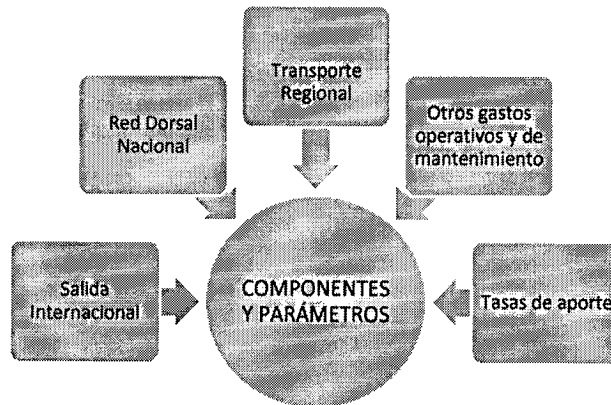 Transporte
Regional
Red Dorsal
Nacional
Otros gastos
operativos y de
mantenimiento
Salida
Internacional
COMPONENTES
Y PARÁMETROS
Tasas de aporte